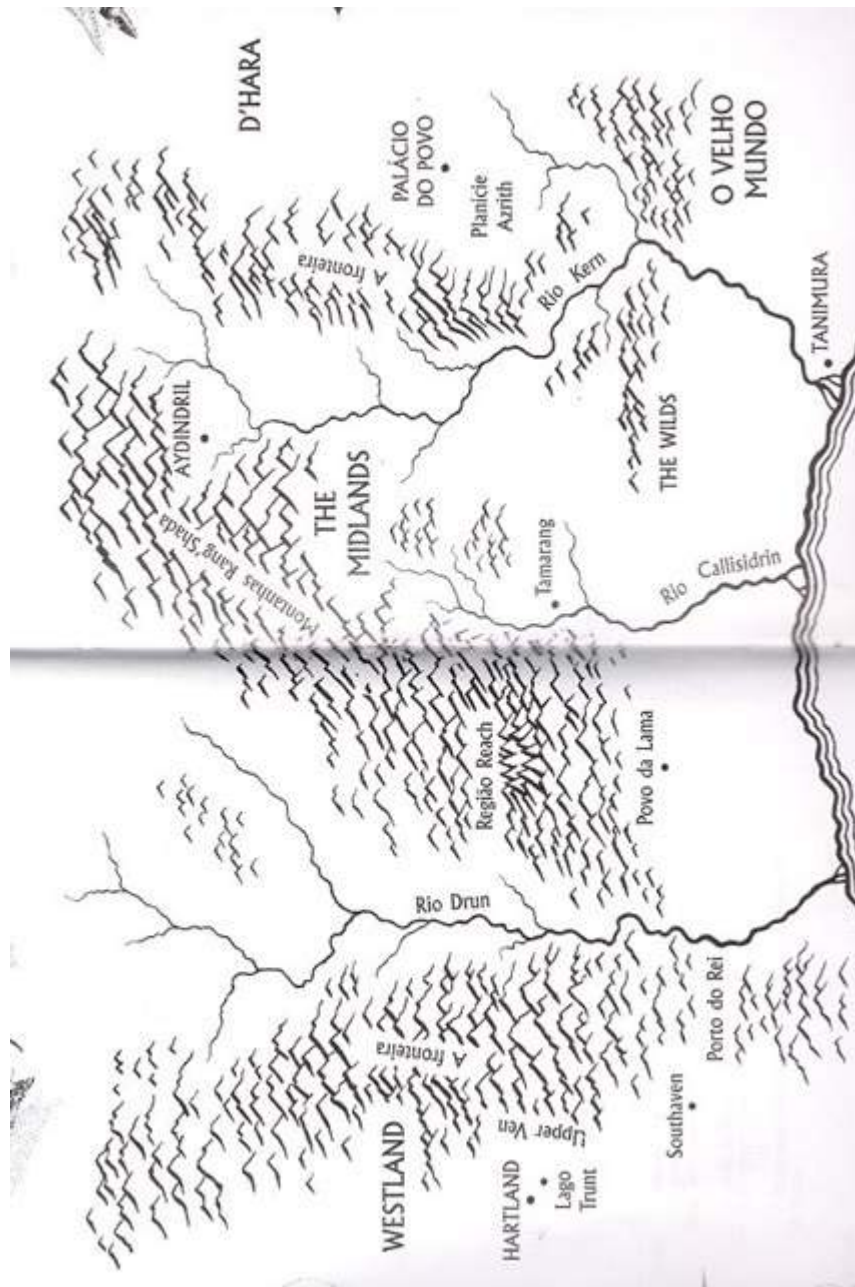 Montanhas Rang'Shada
AYDINDRIL
D'HARA
THE
MIDLANDS
A fronteira
WESTLAND
A fronteira
Rio Drun
PALÁCIO
DO POVO
Região Reach
Planície
Azrith
HARTLAND
Upper Ven
Lago
Trunt
Tamarang
Rio Kern
Povo da Lama
THE WILDS
Southaven
Rio Callisidrin
Porto do Rei
O VELHO
MUNDO
TANIMURA